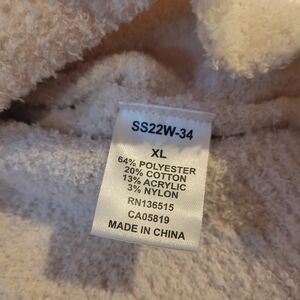 SS22W-34
XL
64% POLYESTER
20% COTTON
13% ACRYLIC
3% NYLON
RN136515
CA05819
MADE IN CHINA